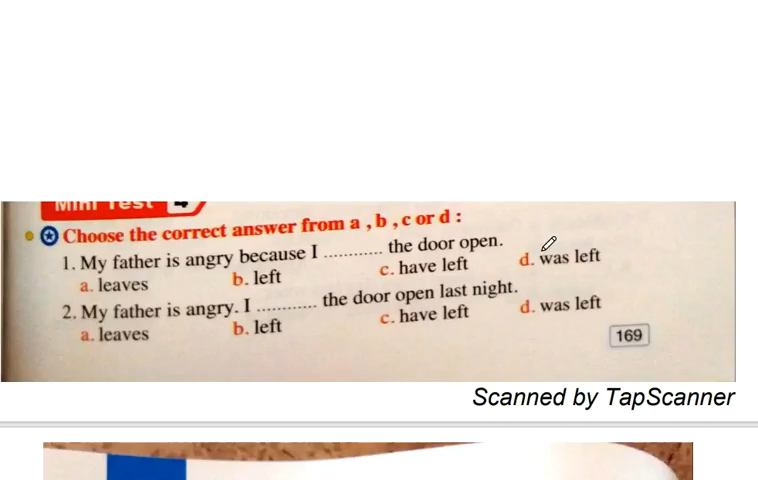 Mini Test 4
Choose the correct answer from a , b , c or d :
1. My father is angry because I ............ the door open.
a. leaves b. left c. have left d. was left
2. My father is angry. I ............ the door open last night.
a. leaves b. left c. have left d. was left
169
Scanned by TapScanner